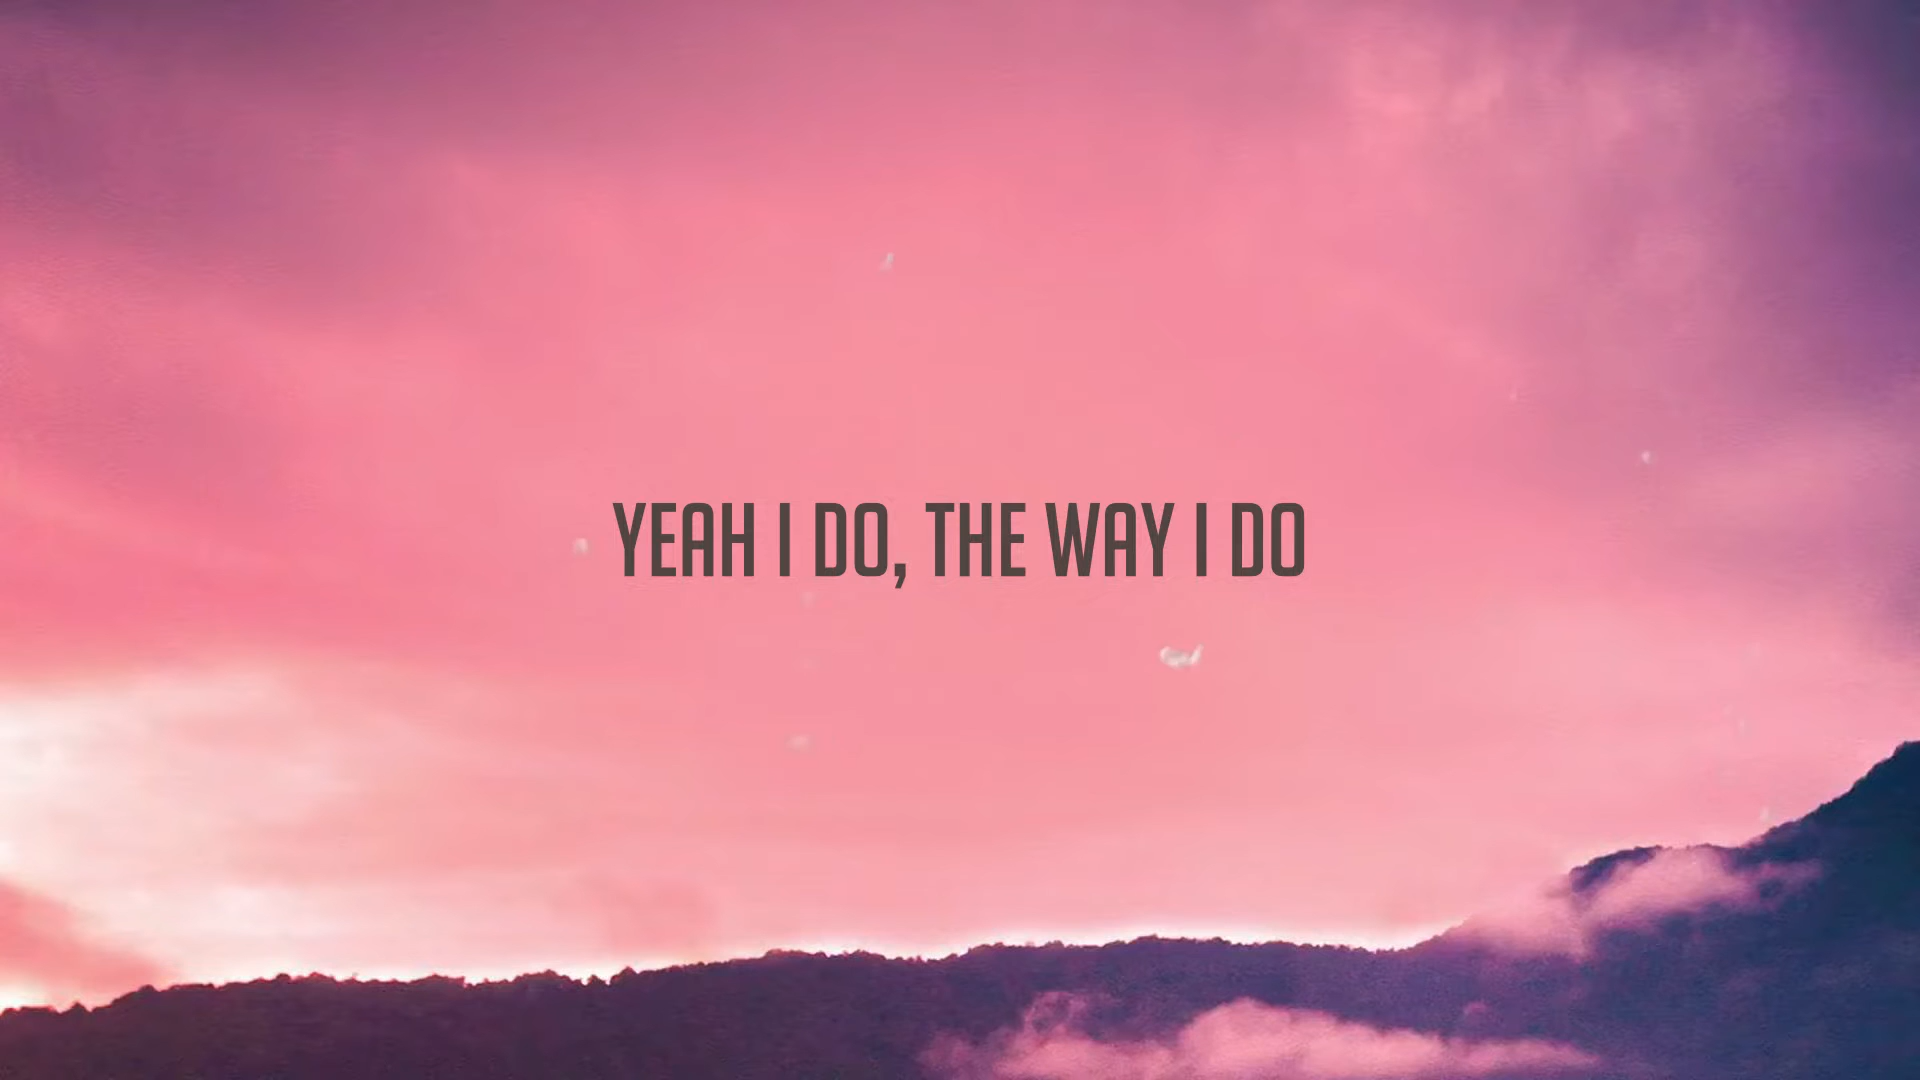 YEAH I DO, THE WAY I DO